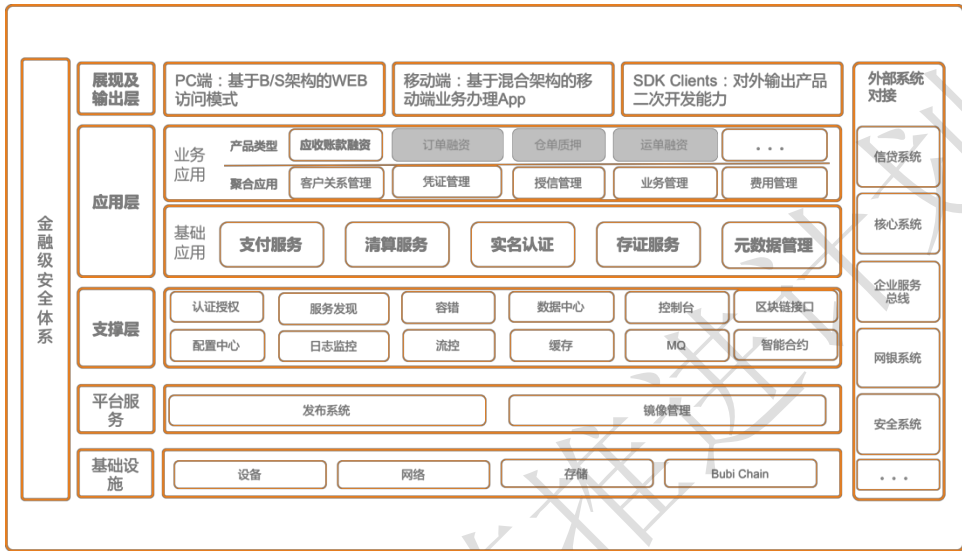 金融级安全体系
展现及
输出层
PC端：基于B/S架构的WEB
访问模式
移动端：基于混合架构的移
动端业务办理App
SDK Clients：对外输出产品
二次开发能力
应用层
业务
应用
产品类型
应收账款融资
订单融资
仓单质押
运单融资
...
聚合应用
客户关系管理
凭证管理
授信管理
业务管理
费用管理
基础
应用
支付服务
清算服务
实名认证
存证服务
元数据管理
支撑层
认证授权
服务发现
容错
数据中心
控制台
区块链接口
配置中心
日志监控
流控
缓存
MQ
智能合约
平台服
务
发布系统
镜像管理
基础设
施
设备
网络
存储
Bubi Chain
外部系统
对接
信贷系统
核心系统
企业服务
总线
网银系统
安全系统
...
推进计划